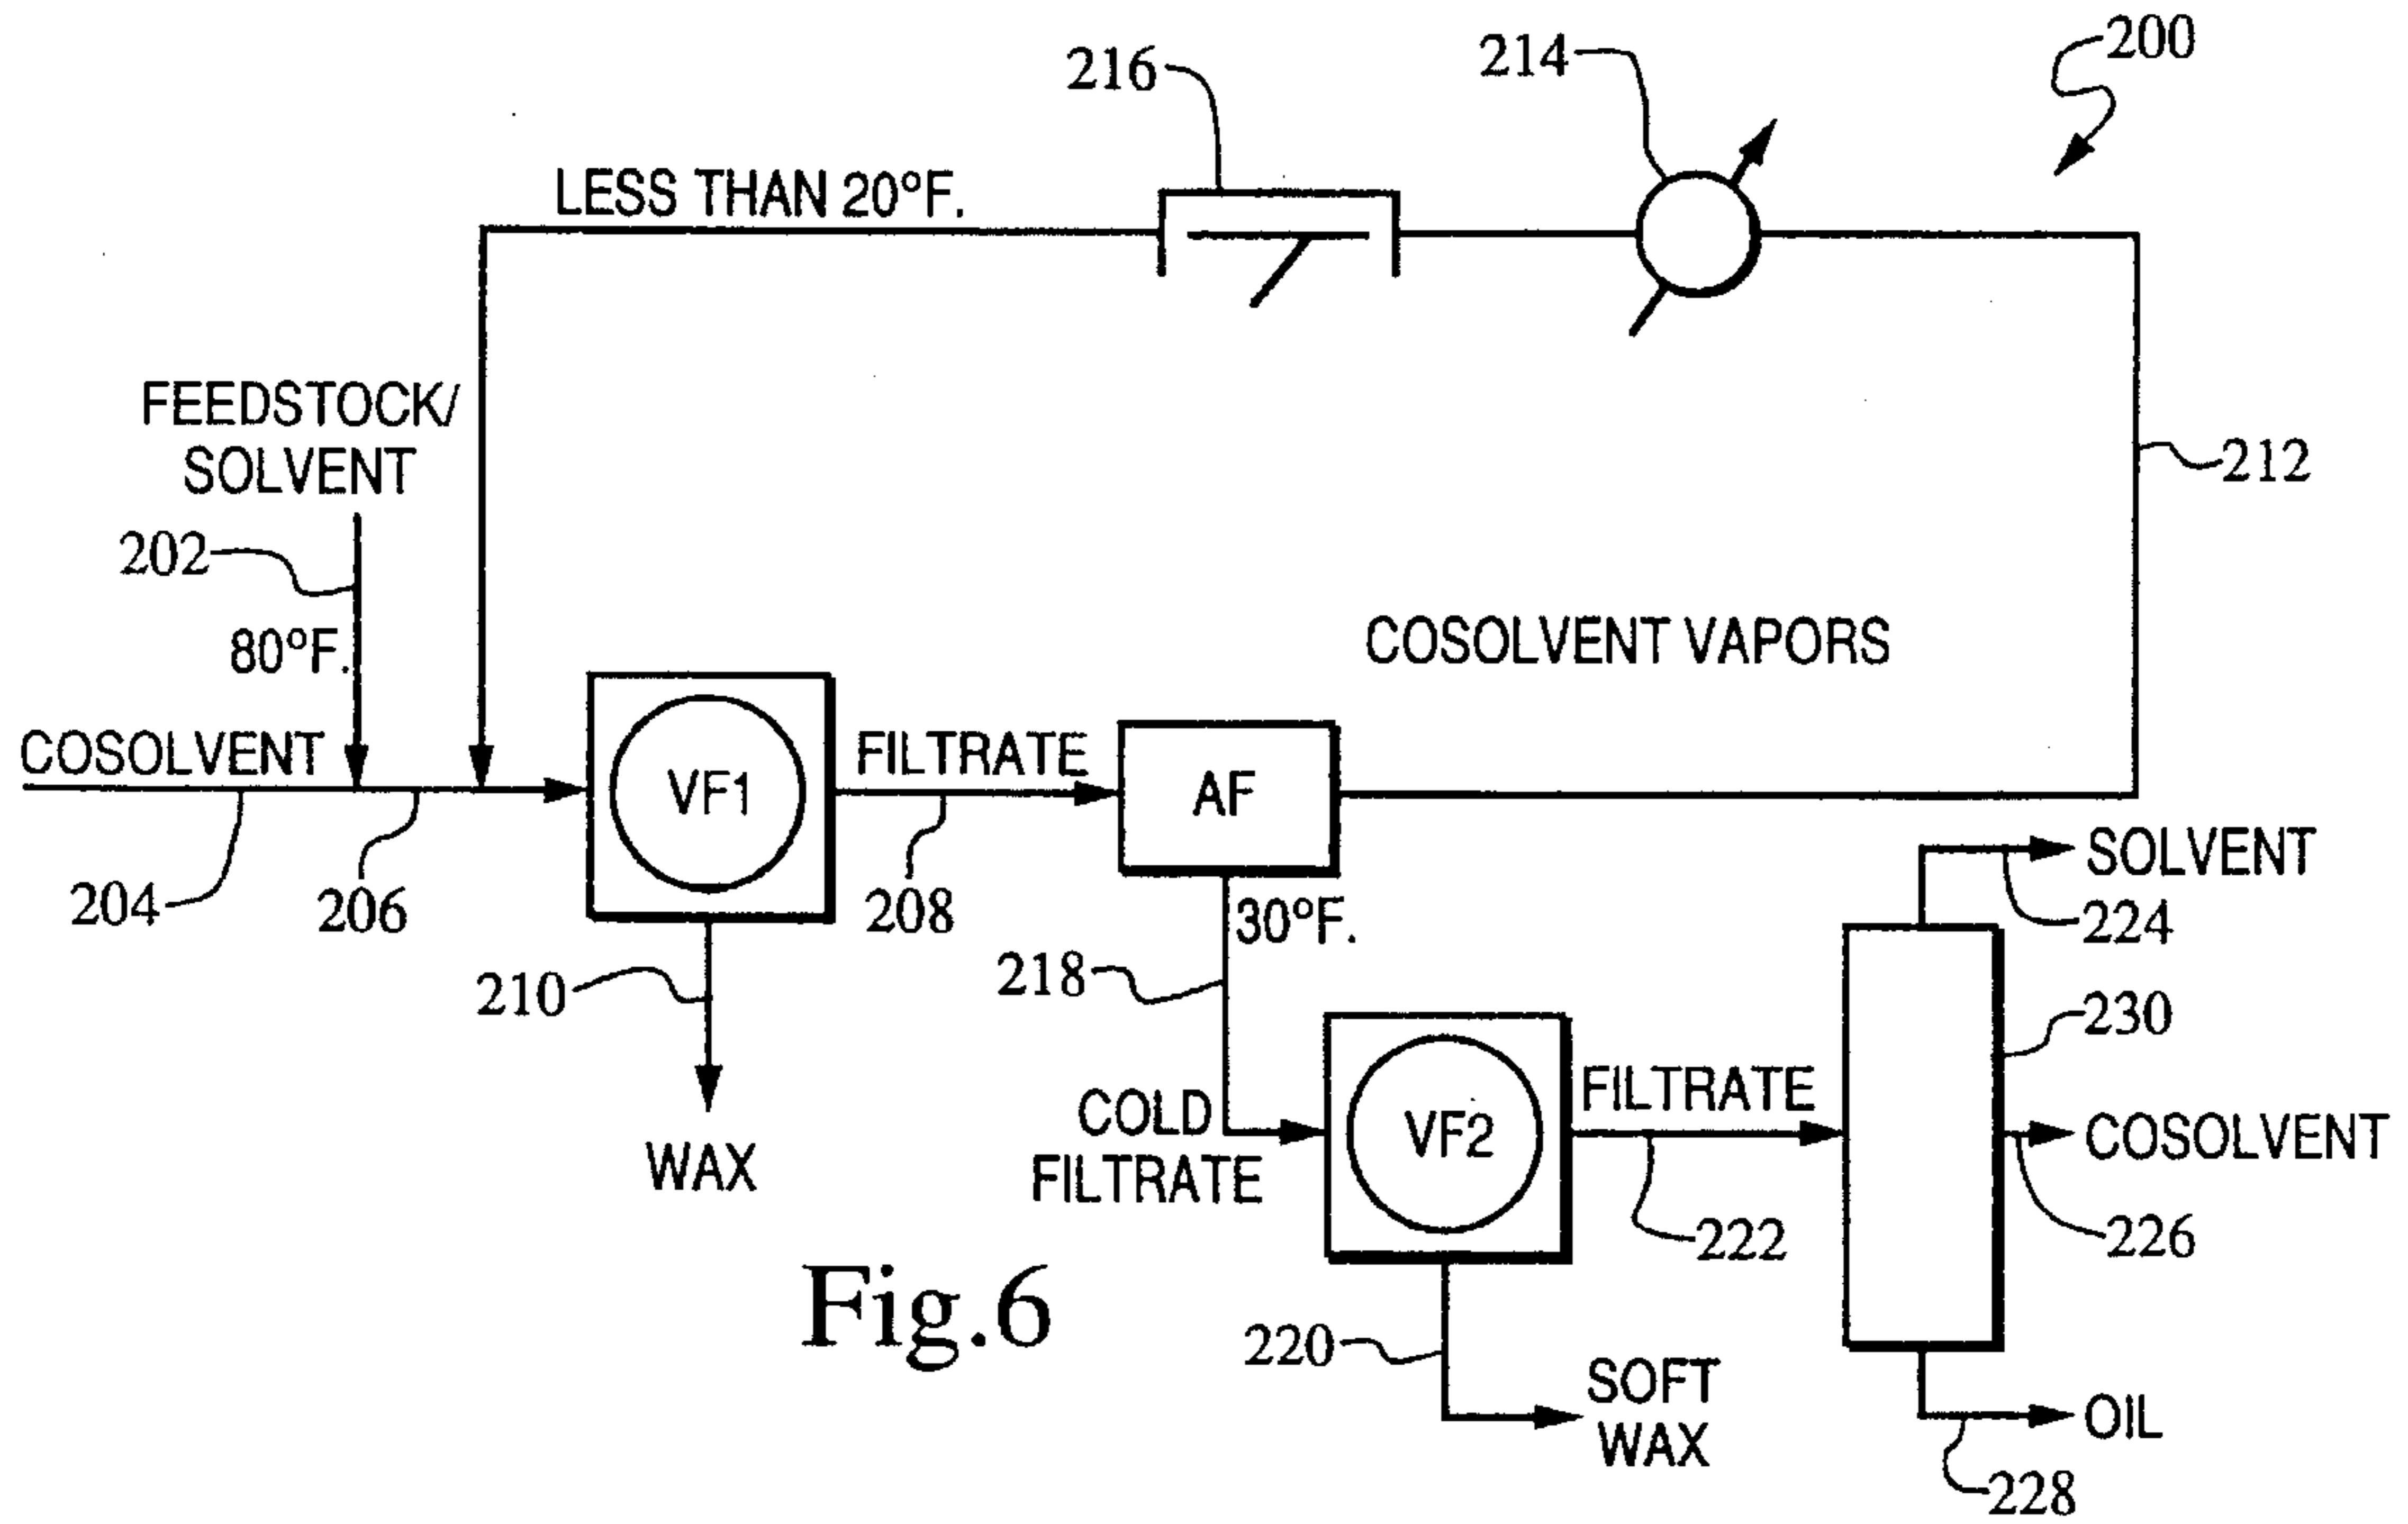 200
214
216
LESS THAN 20°F.
FEEDSTOCK/
SOLVENT
212
202
80°F.
COSOLVENT VAPORS
COSOLVENT
FILTRATE
VF1
AF
SOLVENT
204
206
208
30°F.
224
210
218
230
COLD
FILTRATE
FILTRATE
VF2
COSOLVENT
WAX
222
226
Fig.6
220
SOFT
WAX
OIL
228